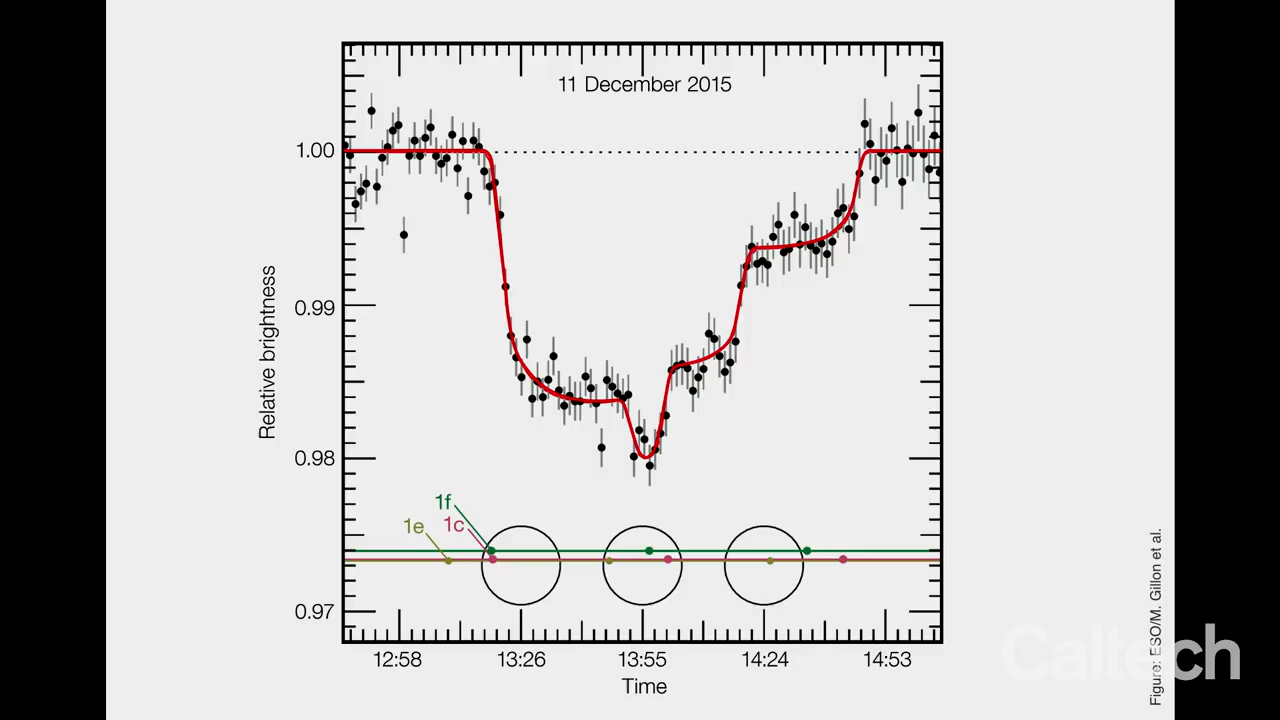 11 December 2015
1.00
0.99
0.98
0.97
Relative brightness
1f
1e
1c
12:58
13:26
13:55
14:24
14:53
Time
Figure: ESO/M. Gillon et al.
Caltech